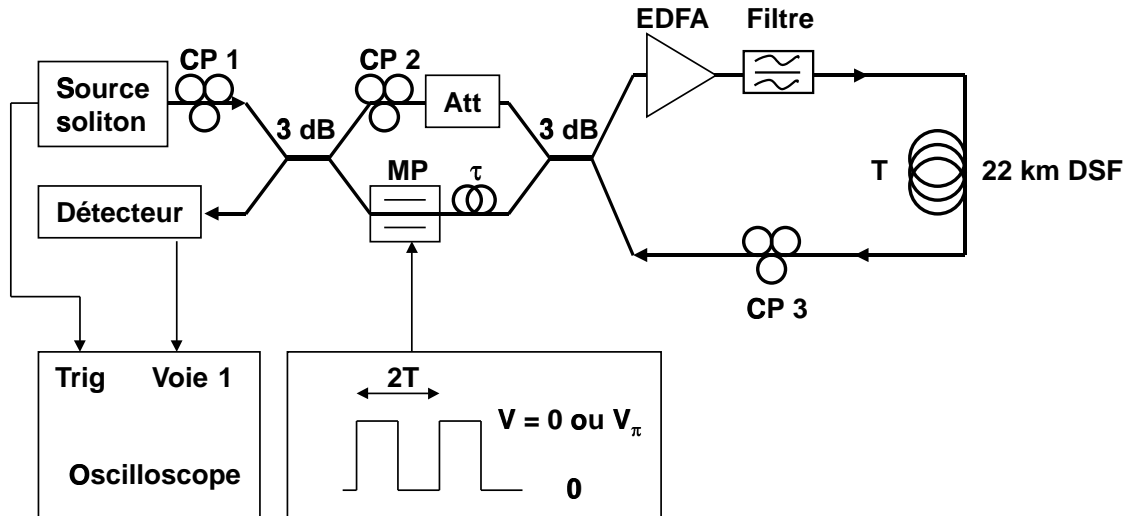 EDFA
Filtre
CP 1
CP 2
Source
soliton
Att
3 dB
3 dB
MP
τ
T
22 km DSF
Détecteur
CP 3
Trig
Voie 1
2T
V = 0 ou Vπ
Oscilloscope
0